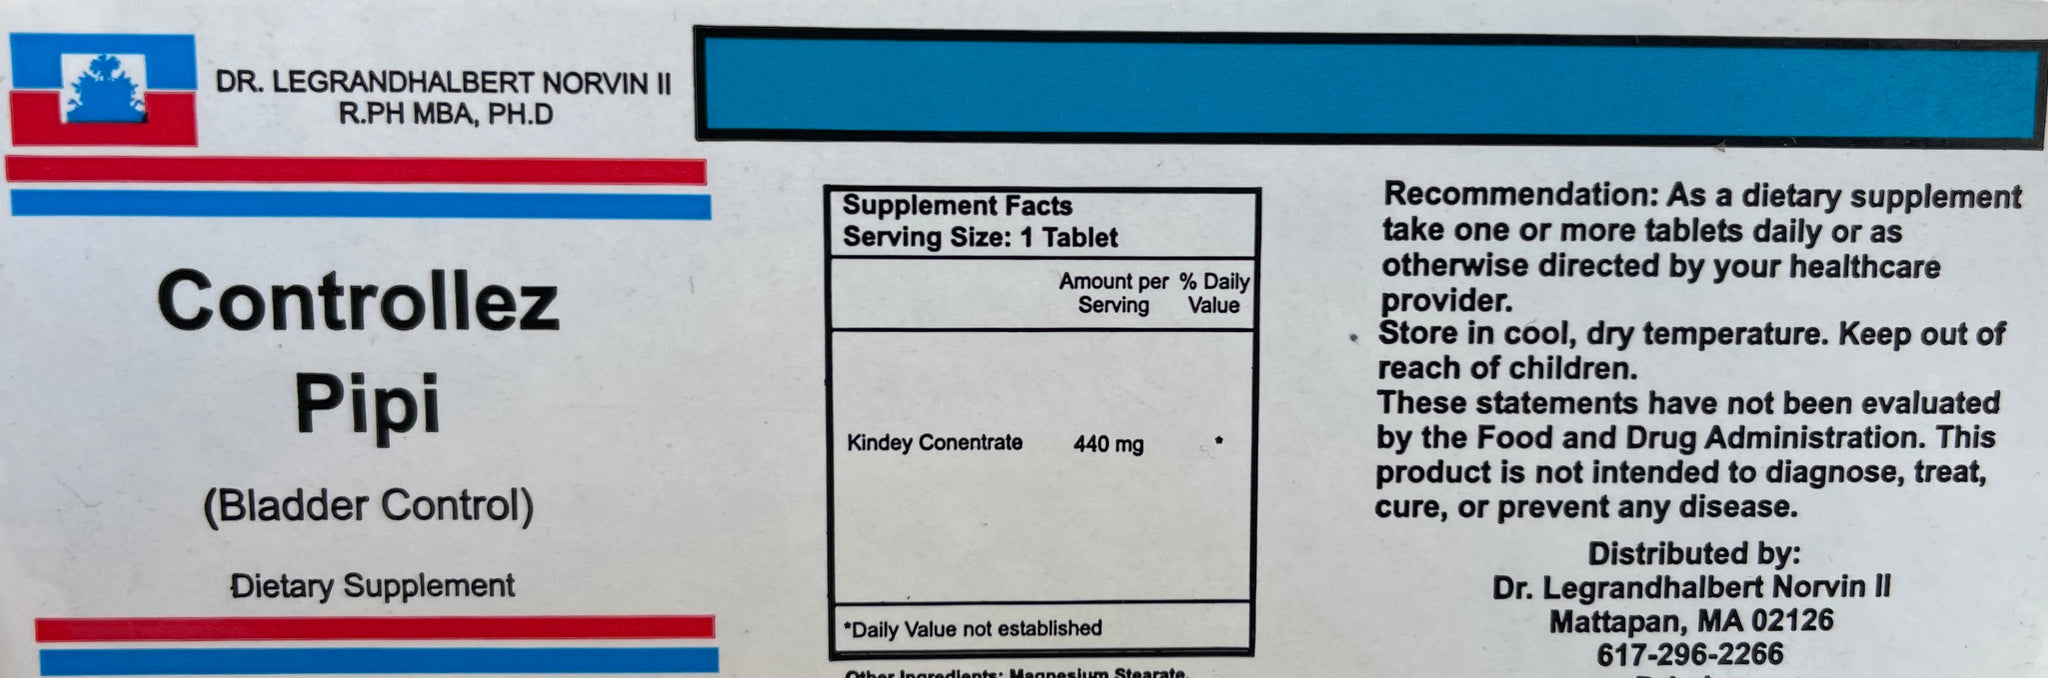 DR. LEGRANDHALBERT NORVIN II
R.PH MBA, PH.D
Controllez
Pipi
(Bladder Control)
Dietary Supplement
Supplement Facts
Serving Size: 1 Tablet
Amount per % Daily
Serving Value
Kindey Conentrate 440 mg *
*Daily Value not established
Other Ingredients: Magnesium Stearate,
Recommendation: As a dietary supplement
take one or more tablets daily or as
otherwise directed by your healthcare
provider.
Store in cool, dry temperature. Keep out of
reach of children.
These statements have not been evaluated
by the Food and Drug Administration. This
product is not intended to diagnose, treat,
cure, or prevent any disease.
Distributed by:
Dr. Legrandhalbert Norvin II
Mattapan, MA 02126
617-296-2266